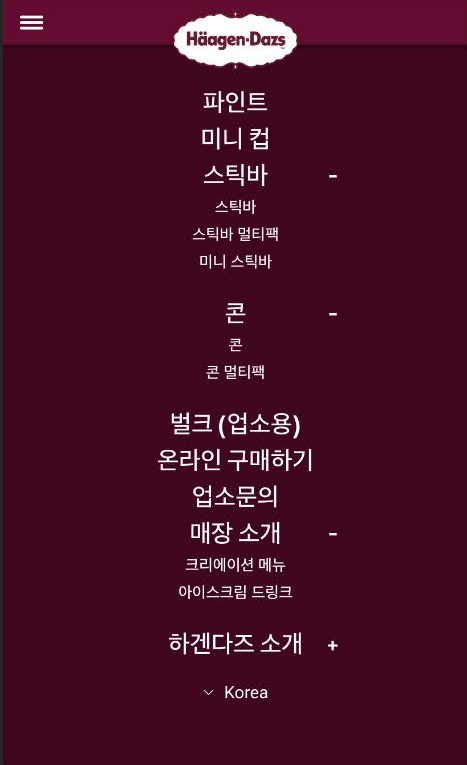 Häagen-Dazs
파인트
미니 컵
스틱바 -
스틱바
스틱바 멀티팩
미니 스틱바
콘 -
콘
콘 멀티팩
벌크 (업소용)
온라인 구매하기
업소문의
매장 소개 -
크리에이션 메뉴
아이스크림 드링크
하겐다즈 소개 +
Korea